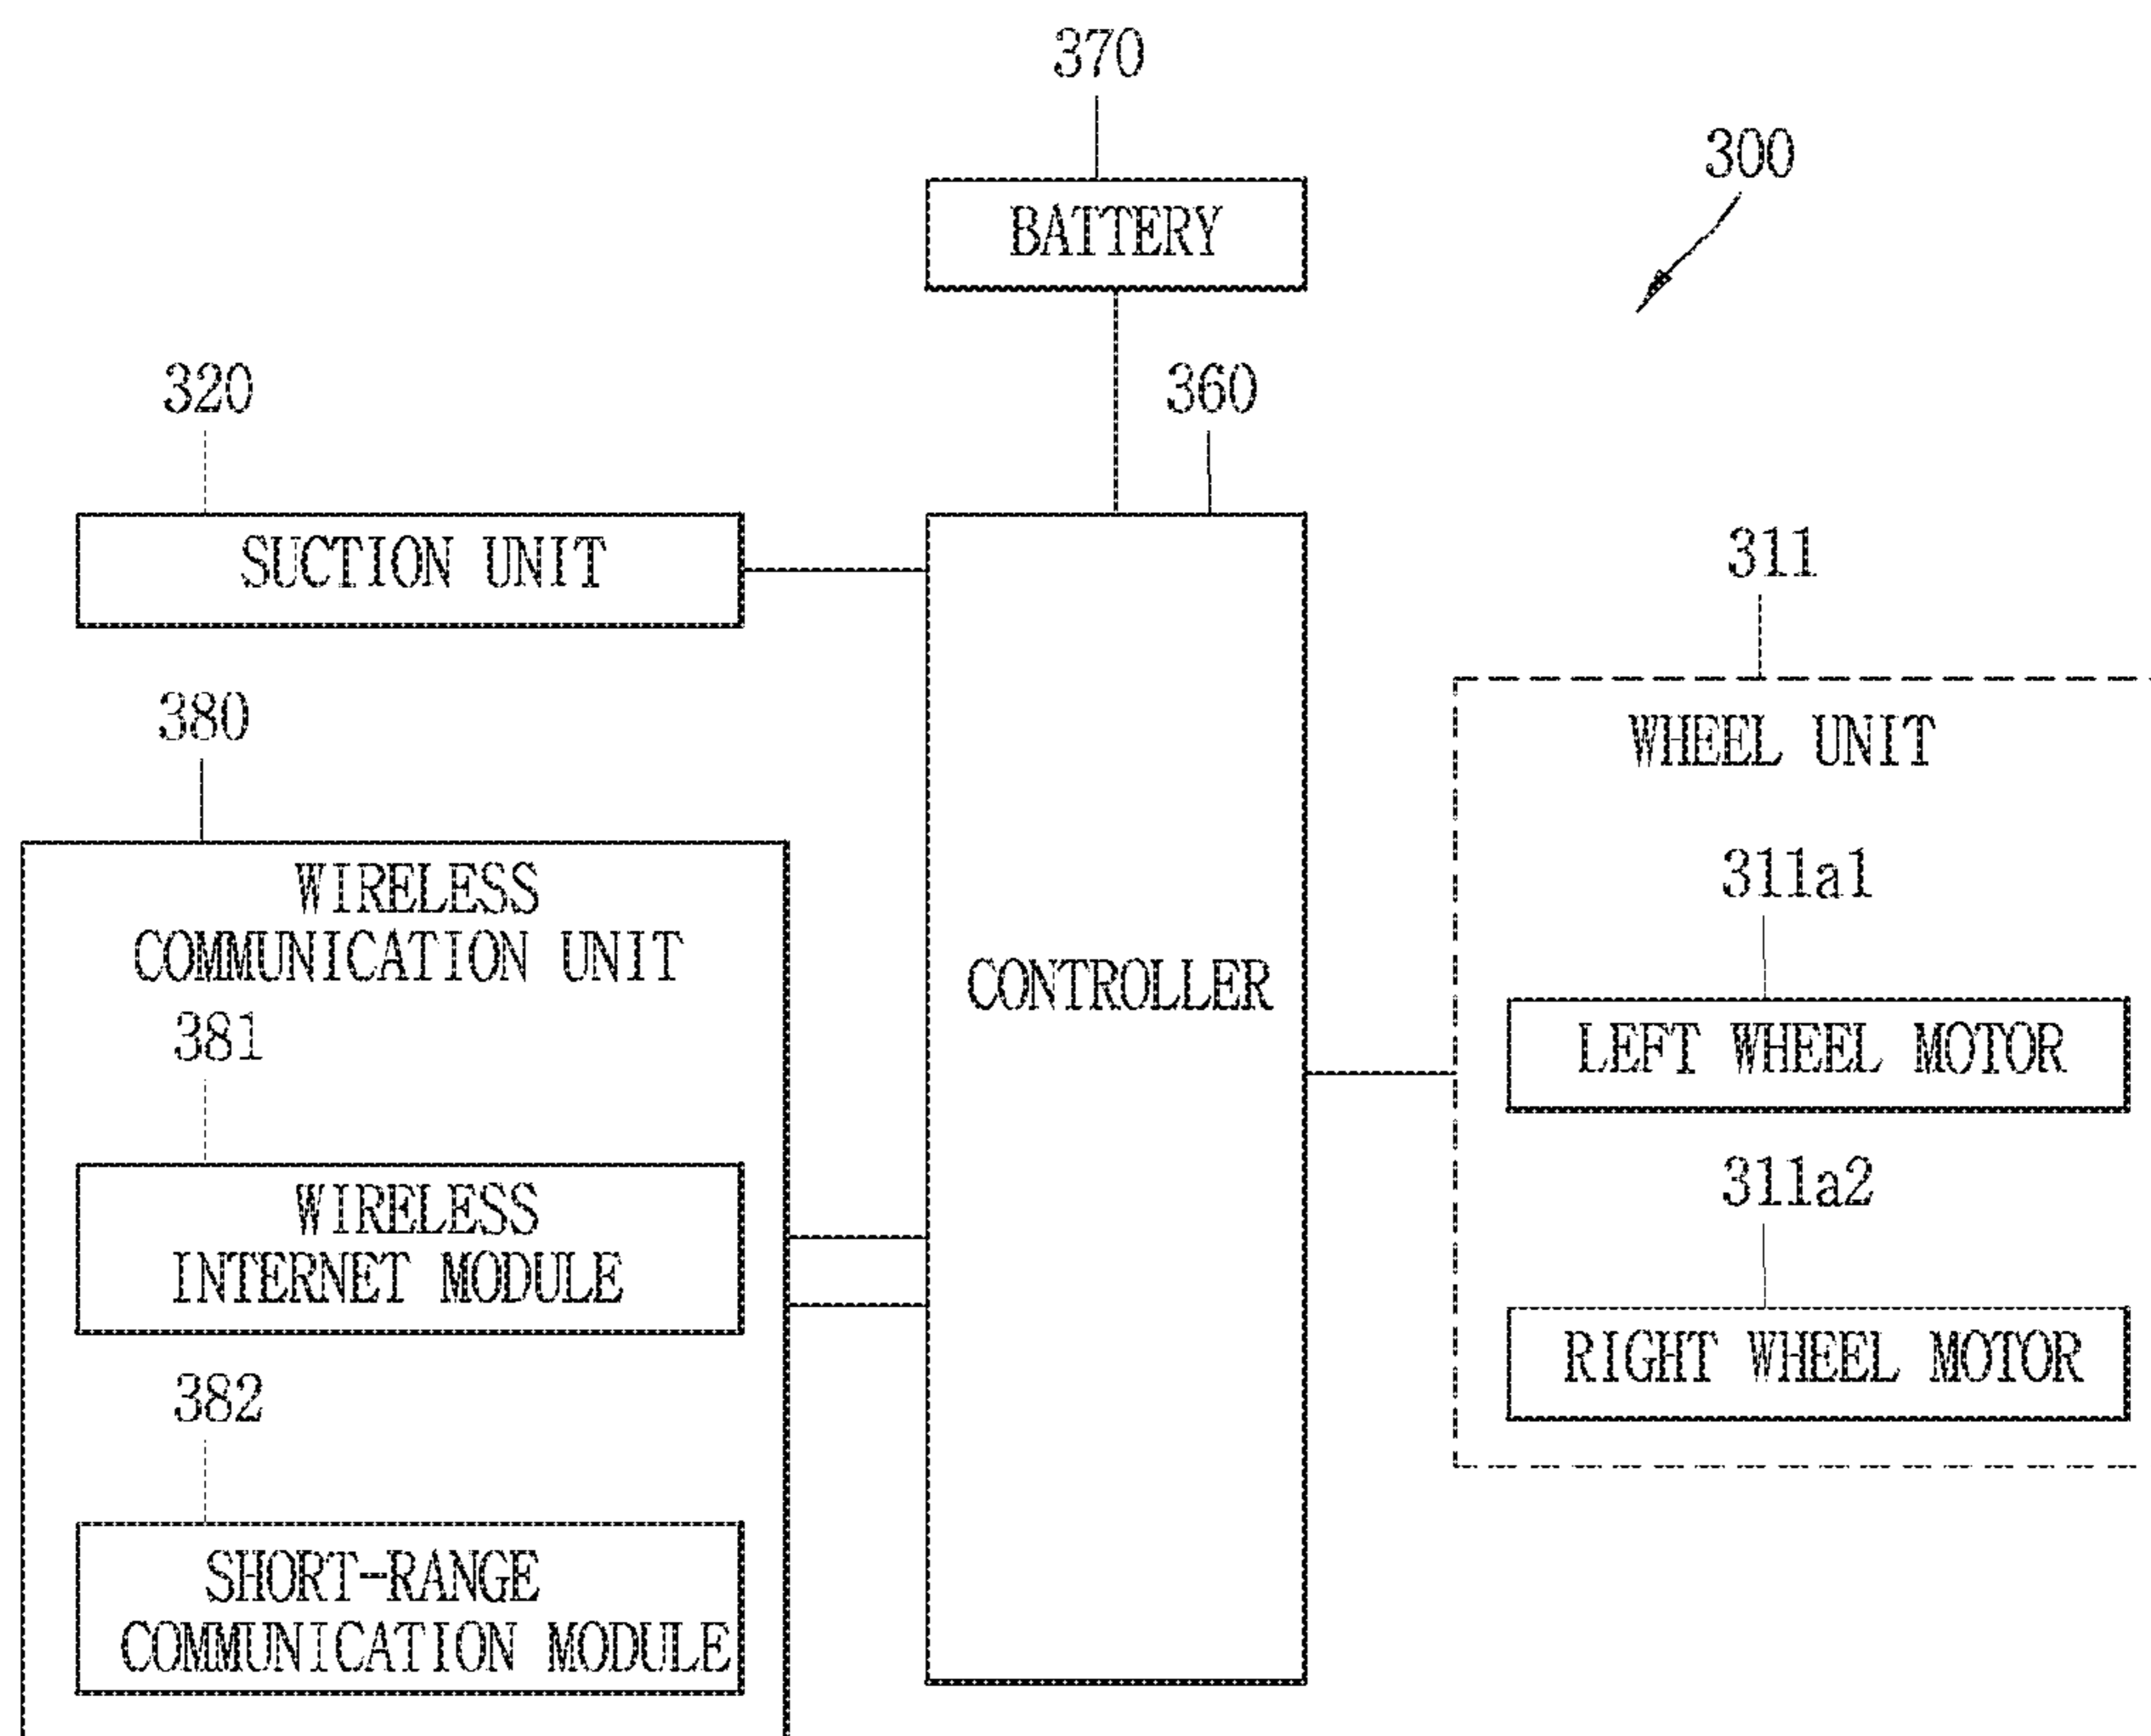 370
300
BATTERY
320
360
SUCTION UNIT
311
380
WHEEL UNIT
WIRELESS
COMMUNICATION UNIT
311a1
381
CONTROLLER
LEFT WHEEL MOTOR
WIRELESS
INTERNET MODULE
311a2
382
RIGHT WHEEL MOTOR
SHORT-RANGE
COMMUNICATION MODULE